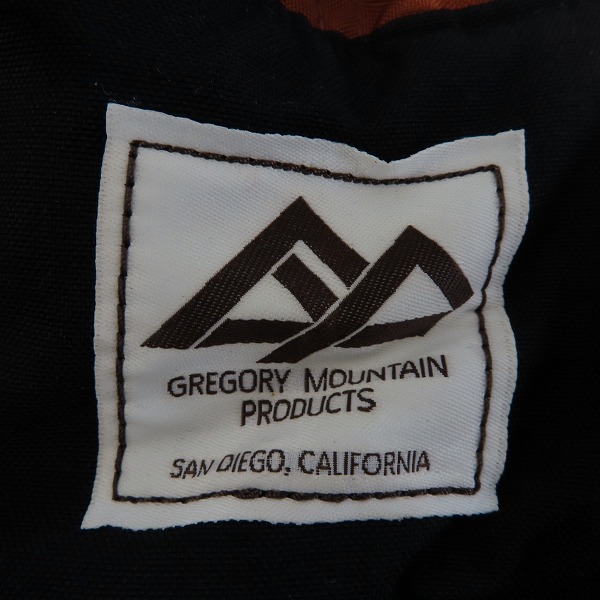 GREGORY MOUNTAIN
PRODUCTS
SAN DIEGO, CALIFORNIA